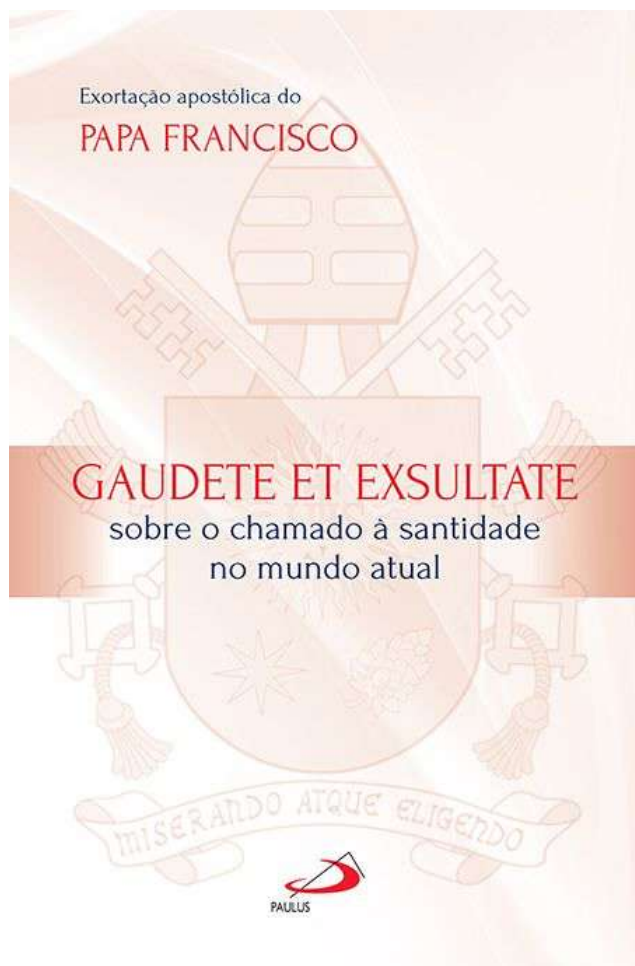 Exortação apostólica do
PAPA FRANCISCO
GAUDETE ET EXSULTATE
sobre o chamado à santidade
no mundo atual
MISERANDO ATQUE ELIGENDO
PAULUS